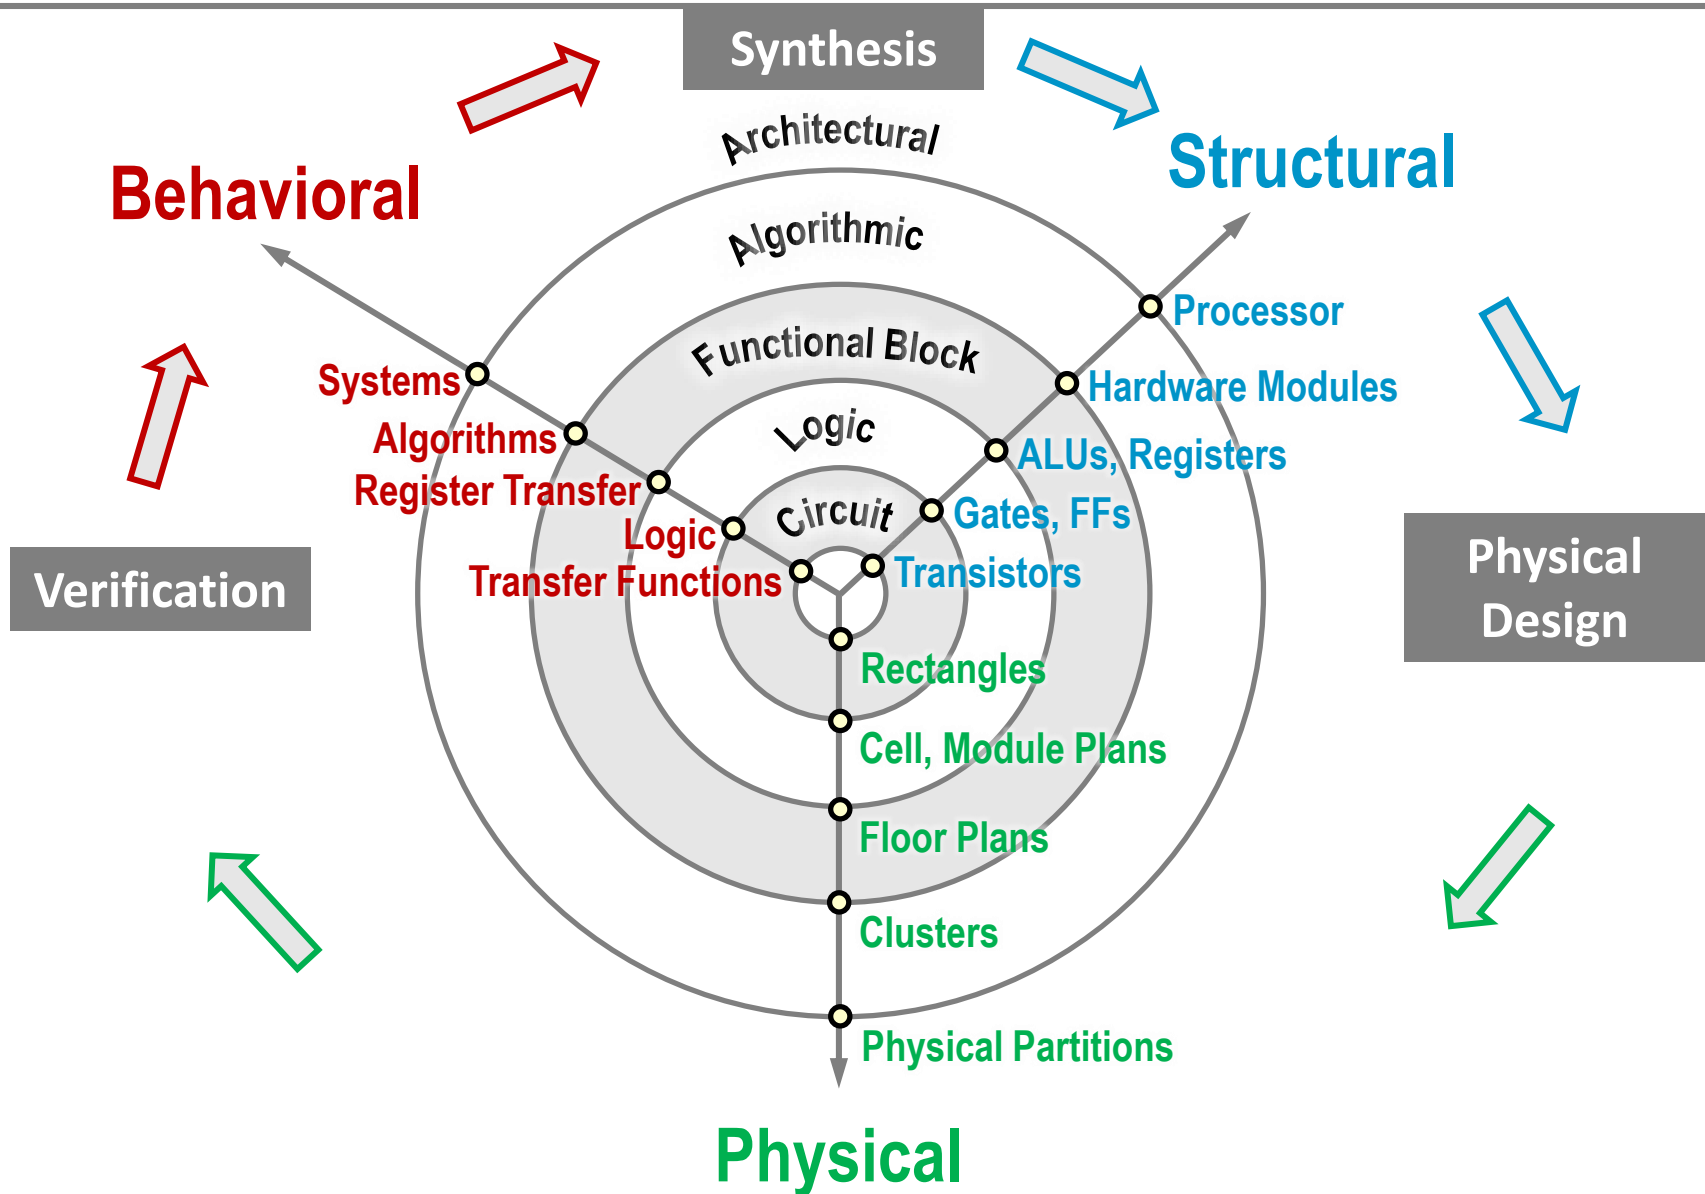 Synthesis
Architectural
Behavioral
Structural
Algorithmic
Processor
Functional Block
Systems
Hardware Modules
Algorithms
Logic
ALUs, Registers
Register Transfer
Circuit
Gates, FFs
Logic
Transfer Functions
Transistors
Verification
Physical
Design
Rectangles
Cell, Module Plans
Floor Plans
Clusters
Physical Partitions
Physical